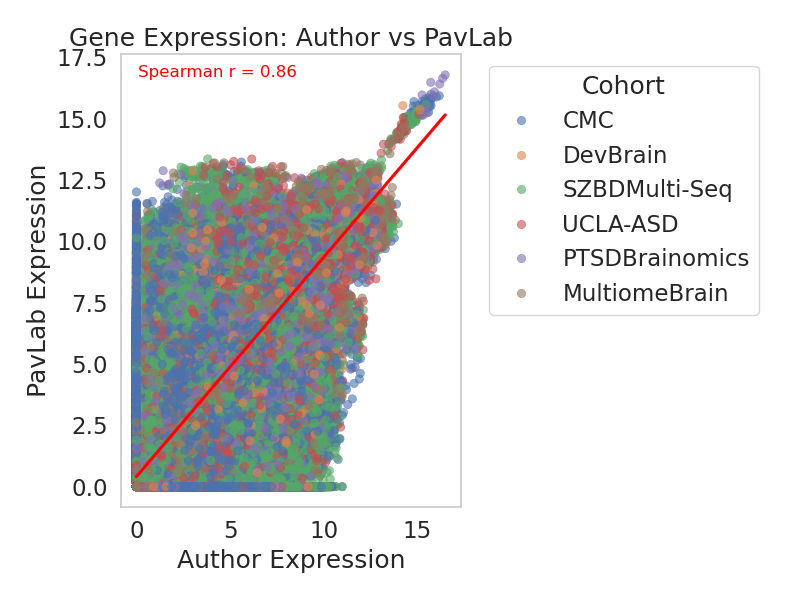 Gene Expression: Author vs PavLab
Spearman r = 0.86
17.5
15.0
12.5
10.0
7.5
5.0
2.5
0.0
PavLab Expression
0
5
10
15
Author Expression
Cohort
CMC
DevBrain
SZBDMulti-Seq
UCLA-ASD
PTSDBrainomics
MultiomeBrain